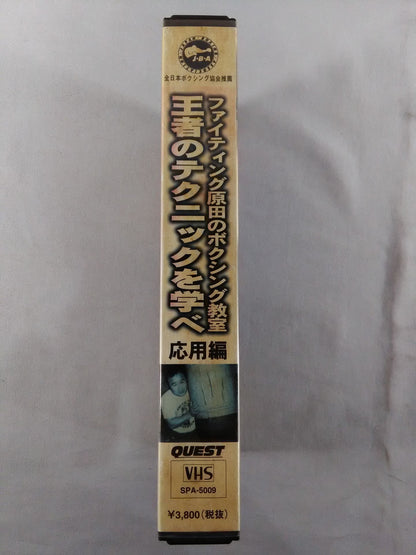 J・B・A
全日本ボクシング協会推薦
ファイティング原田のボクシング教室
王者のテクニックを学べ
応用編
QUEST
VHS
SPA-5009
¥3,800(税抜)